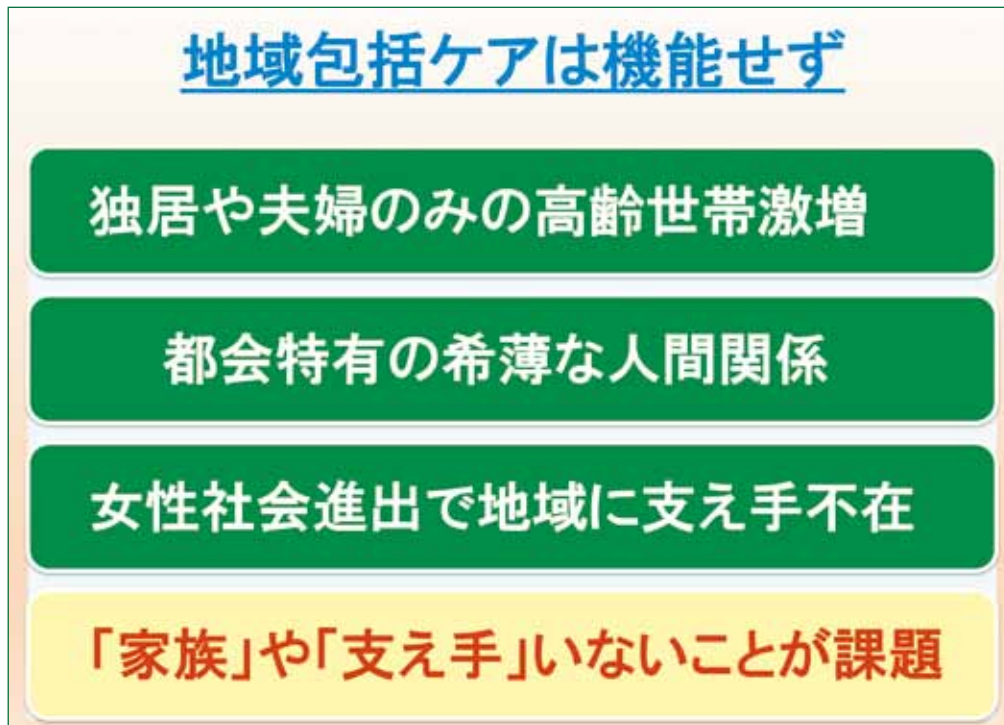 地域包括ケアは機能せず
独居や夫婦のみの高齢世帯激増
都会特有の希薄な人間関係
女性社会進出で地域に支え手不在
「家族」や「支え手」いないことが課題